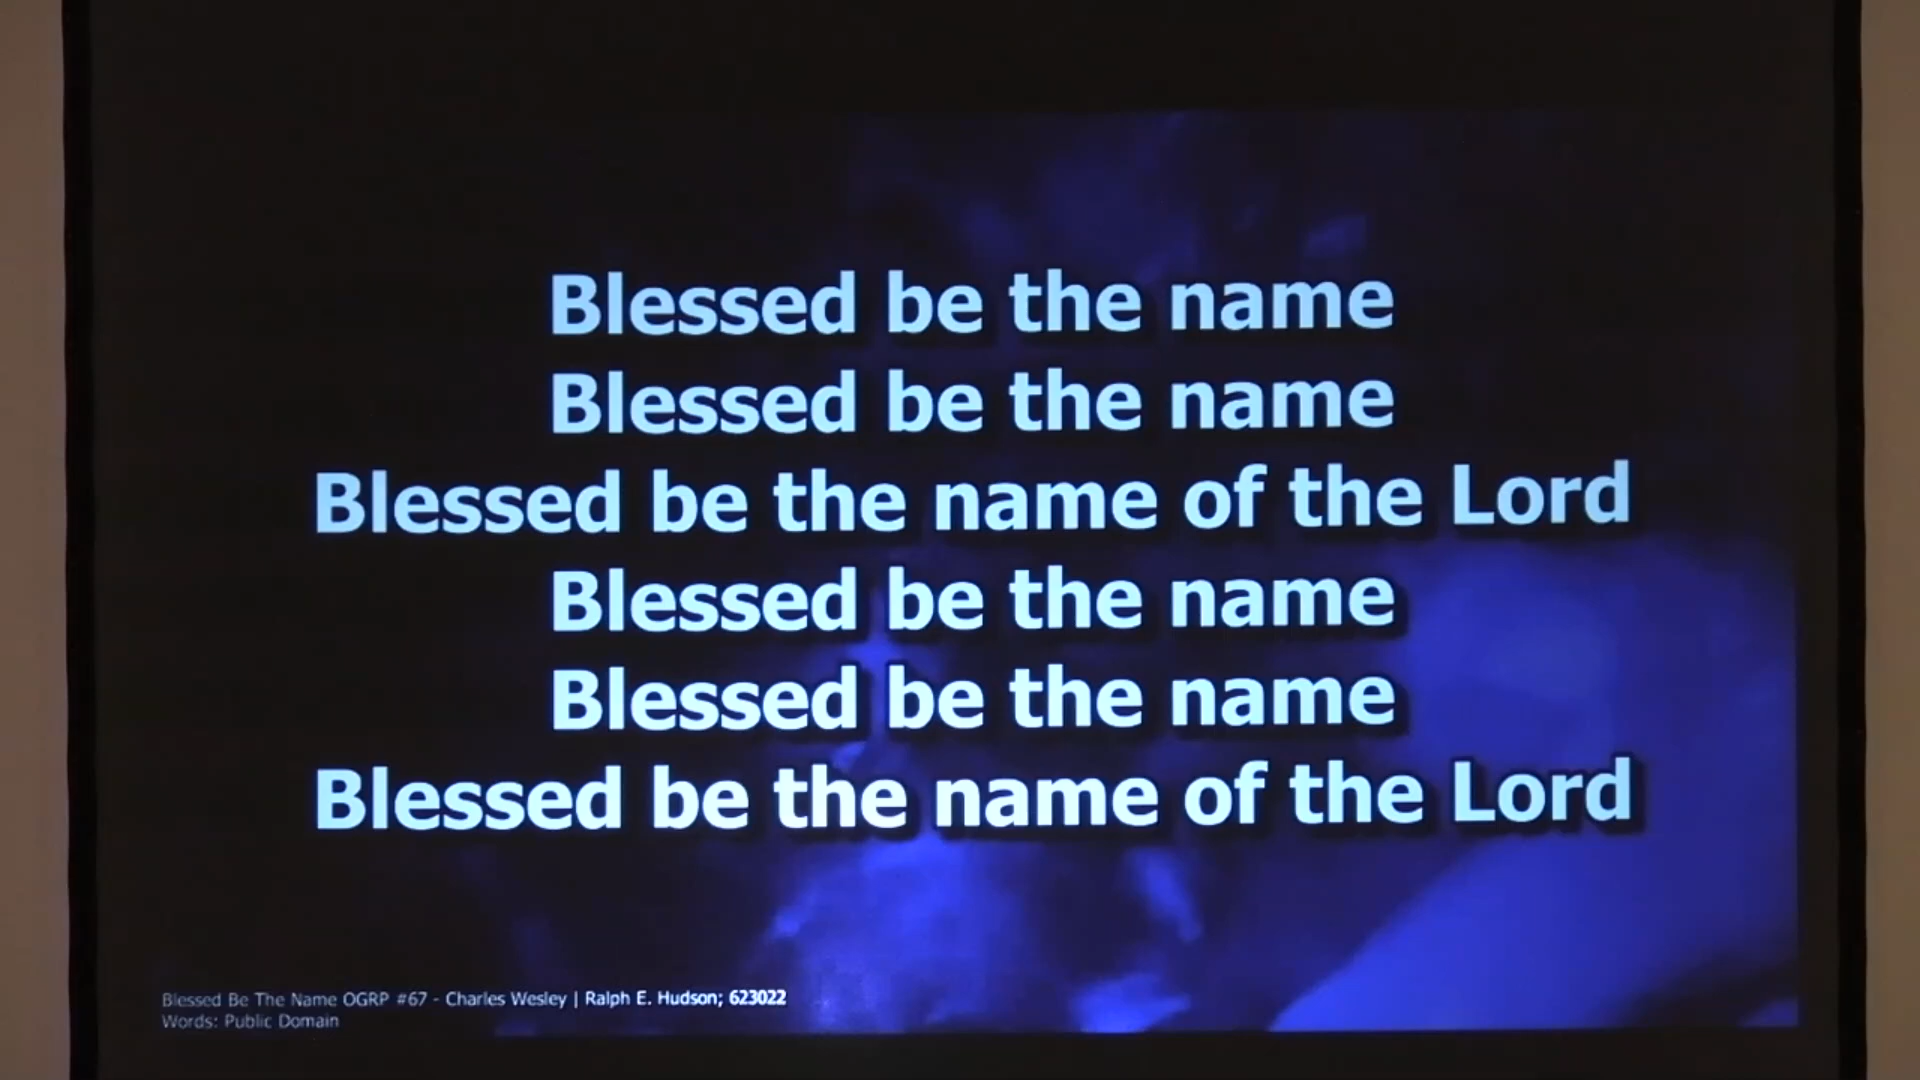 Blessed be the name
Blessed be the name
Blessed be the name of the Lord
Blessed be the name
Blessed be the name
Blessed be the name of the Lord
Blessed Be The Name OGRP #67 - Charles Wesley | Ralph E. Hudson; 623022
Words: Public Domain